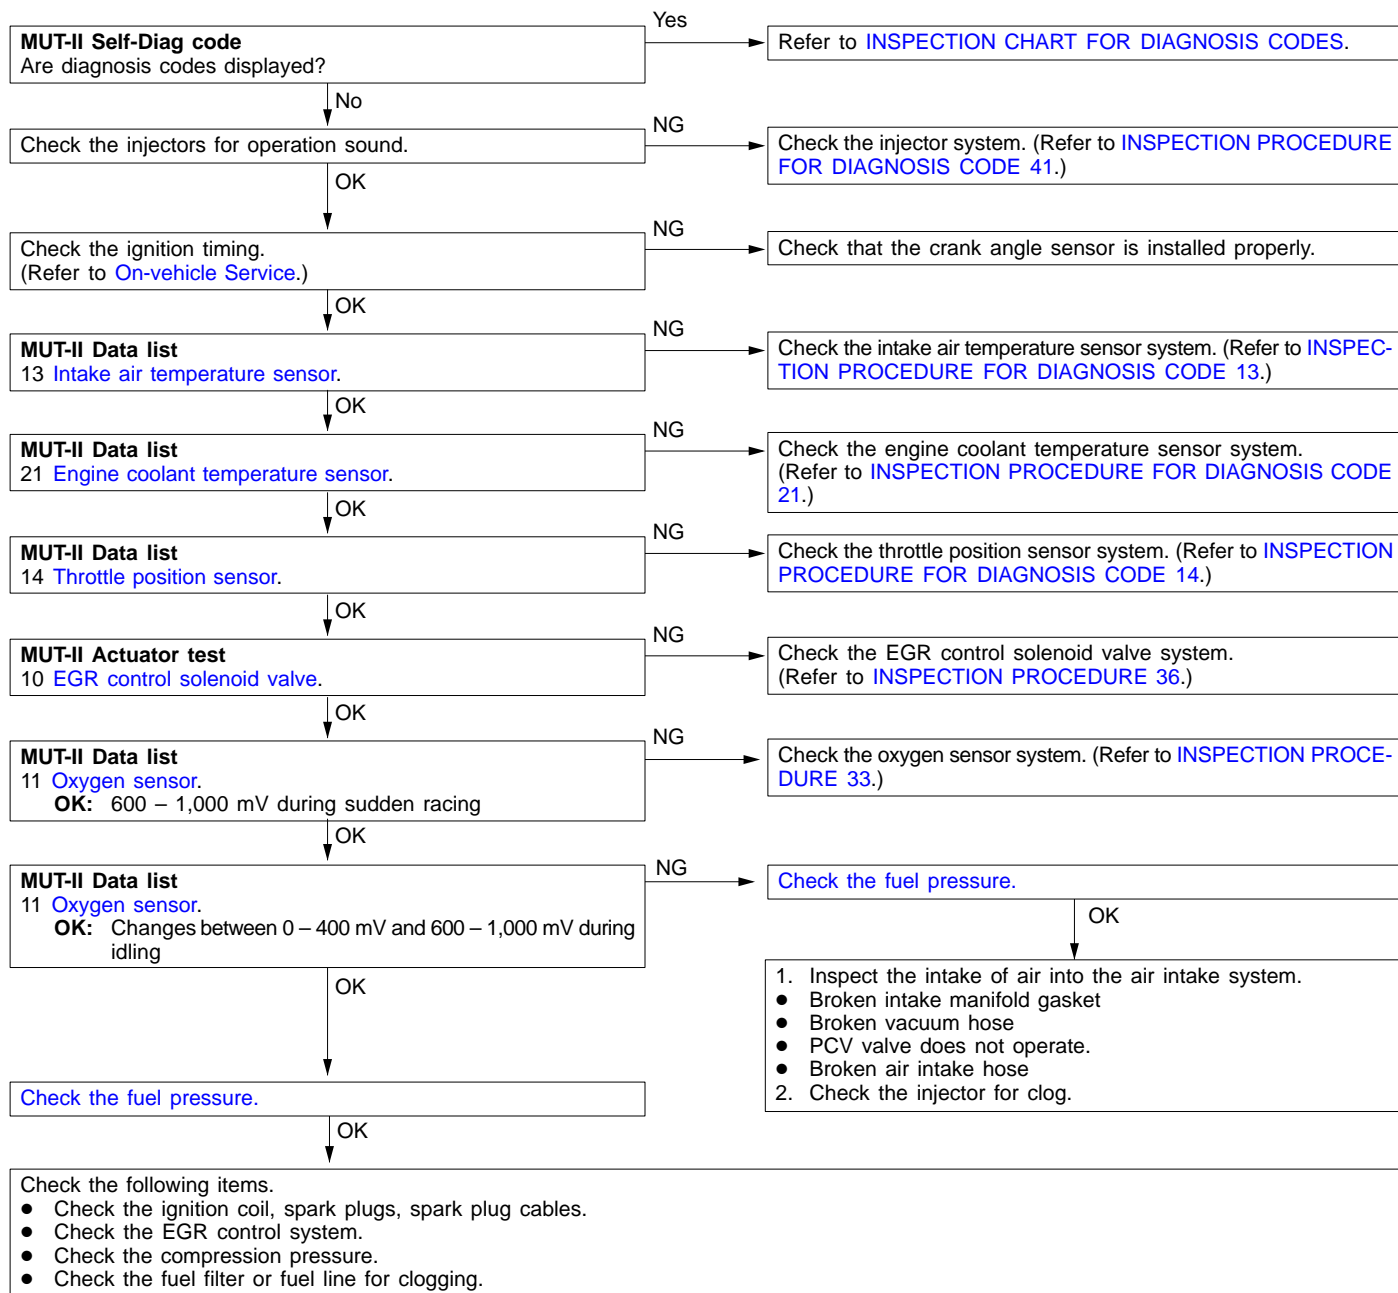 MUT-II Self-Diag code
Are diagnosis codes displayed?
Yes
Refer to INSPECTION CHART FOR DIAGNOSIS CODES.
No
Check the injectors for operation sound.
NG
Check the injector system. (Refer to INSPECTION PROCEDURE
FOR DIAGNOSIS CODE 41.)
OK
Check the ignition timing.
(Refer to On-vehicle Service.)
NG
Check that the crank angle sensor is installed properly.
OK
MUT-II Data list
13 Intake air temperature sensor.
NG
Check the intake air temperature sensor system. (Refer to INSPEC-
TION PROCEDURE FOR DIAGNOSIS CODE 13.)
OK
MUT-II Data list
21 Engine coolant temperature sensor.
NG
Check the engine coolant temperature sensor system.
(Refer to INSPECTION PROCEDURE FOR DIAGNOSIS CODE
21.)
OK
MUT-II Data list
14 Throttle position sensor.
NG
Check the throttle position sensor system. (Refer to INSPECTION
PROCEDURE FOR DIAGNOSIS CODE 14.)
OK
MUT-II Actuator test
10 EGR control solenoid valve.
NG
Check the EGR control solenoid valve system.
(Refer to INSPECTION PROCEDURE 36.)
OK
MUT-II Data list
11 Oxygen sensor.
OK: 600 – 1,000 mV during sudden racing
NG
Check the oxygen sensor system. (Refer to INSPECTION PROCE-
DURE 33.)
OK
MUT-II Data list
11 Oxygen sensor.
OK: Changes between 0 – 400 mV and 600 – 1,000 mV during
idling
NG
Check the fuel pressure.
OK
1. Inspect the intake of air into the air intake system.
● Broken intake manifold gasket
● Broken vacuum hose
● PCV valve does not operate.
● Broken air intake hose
2. Check the injector for clog.
OK
Check the fuel pressure.
OK
Check the following items.
● Check the ignition coil, spark plugs, spark plug cables.
● Check the EGR control system.
● Check the compression pressure.
● Check the fuel filter or fuel line for clogging.